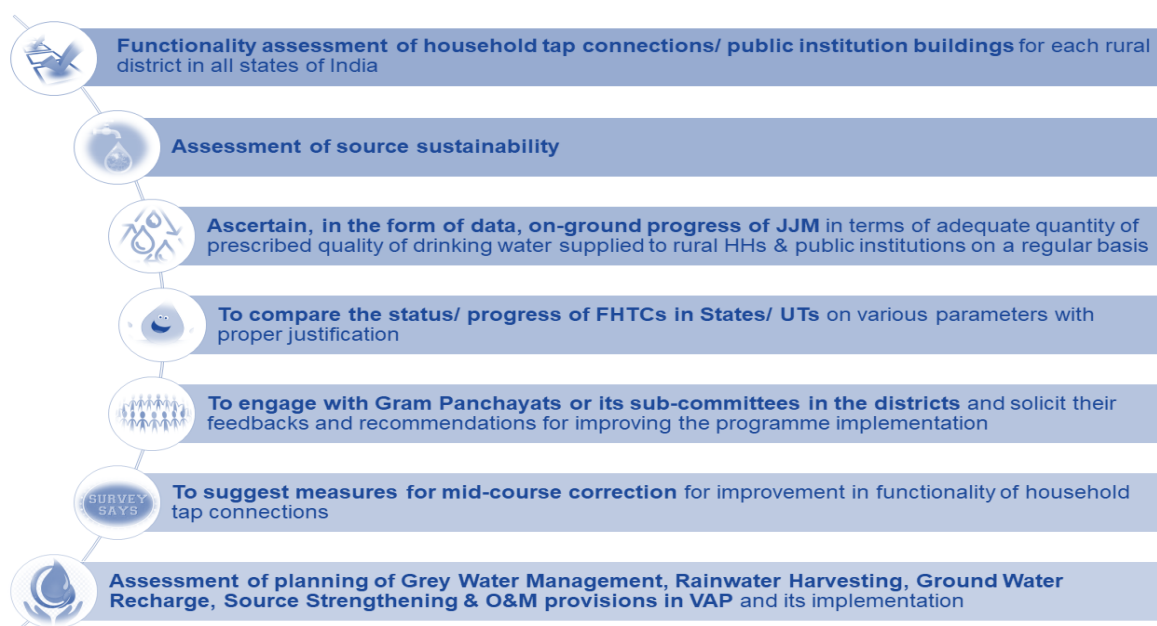 Functionality assessment of household tap connections/ public institution buildings for each rural
district in all states of India
Assessment of source sustainability
Ascertain, in the form of data, on-ground progress of JJM in terms of adequate quantity of
prescribed quality of drinking water supplied to rural HHs & public institutions on a regular basis
To compare the status/ progress of FHTCs in States/ UTs on various parameters with
proper justification
To engage with Gram Panchayats or its sub-committees in the districts and solicit their
feedbacks and recommendations for improving the programme implementation
SURVEY
SAYS
To suggest measures for mid-course correction for improvement in functionality of household
tap connections
Assessment of planning of Grey Water Management, Rainwater Harvesting, Ground Water
Recharge, Source Strengthening & O&M provisions in VAP and its implementation